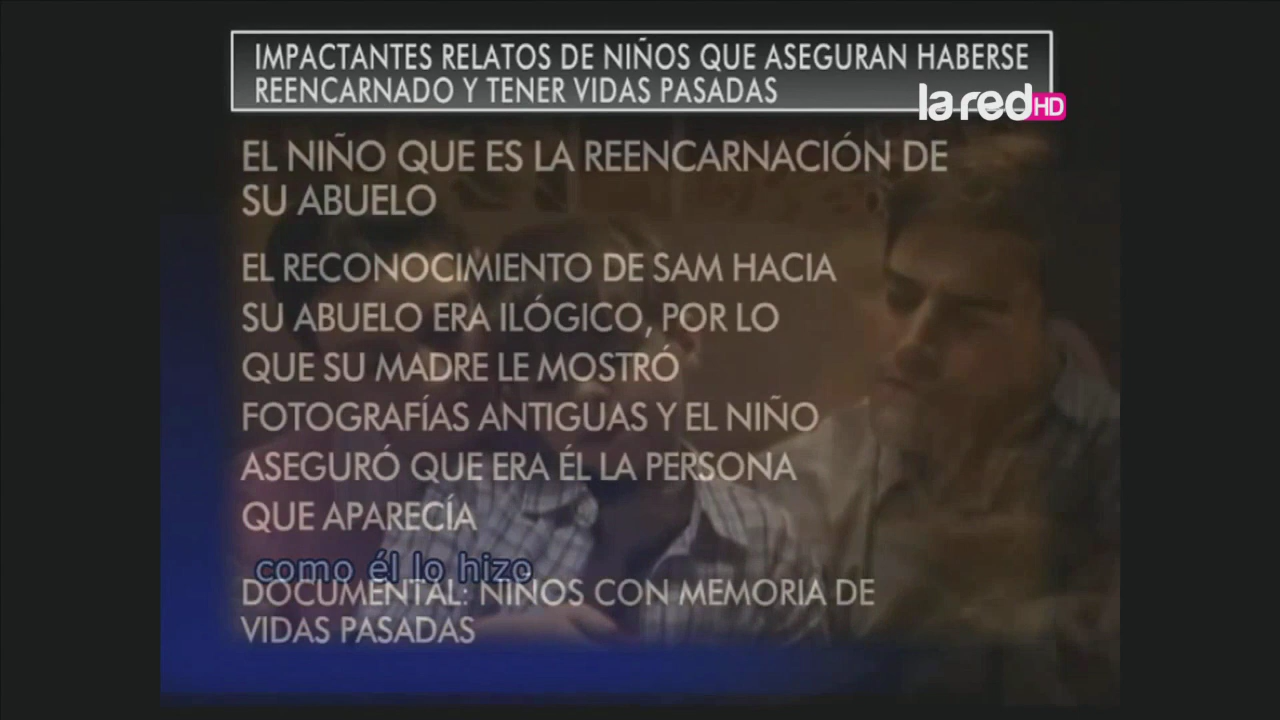 IMPACTANTES RELATOS DE NIÑOS QUE ASEGURAN HABERSE
REENCARNADO Y TENER VIDAS PASADAS
la red HD
EL NIÑO QUE ES LA REENCARNACIÓN DE
SU ABUELO
EL RECONOCIMIENTO DE SAM HACIA
SU ABUELO ERA ILÓGICO, POR LO
QUE SU MADRE LE MOSTRÓ
FOTOGRAFÍAS ANTIGUAS Y EL NIÑO
ASEGURÓ QUE ERA ÉL LA PERSONA
QUE APARECÍA
como él lo hizo
DOCUMENTAL: NIÑOS CON MEMORIA DE
VIDAS PASADAS